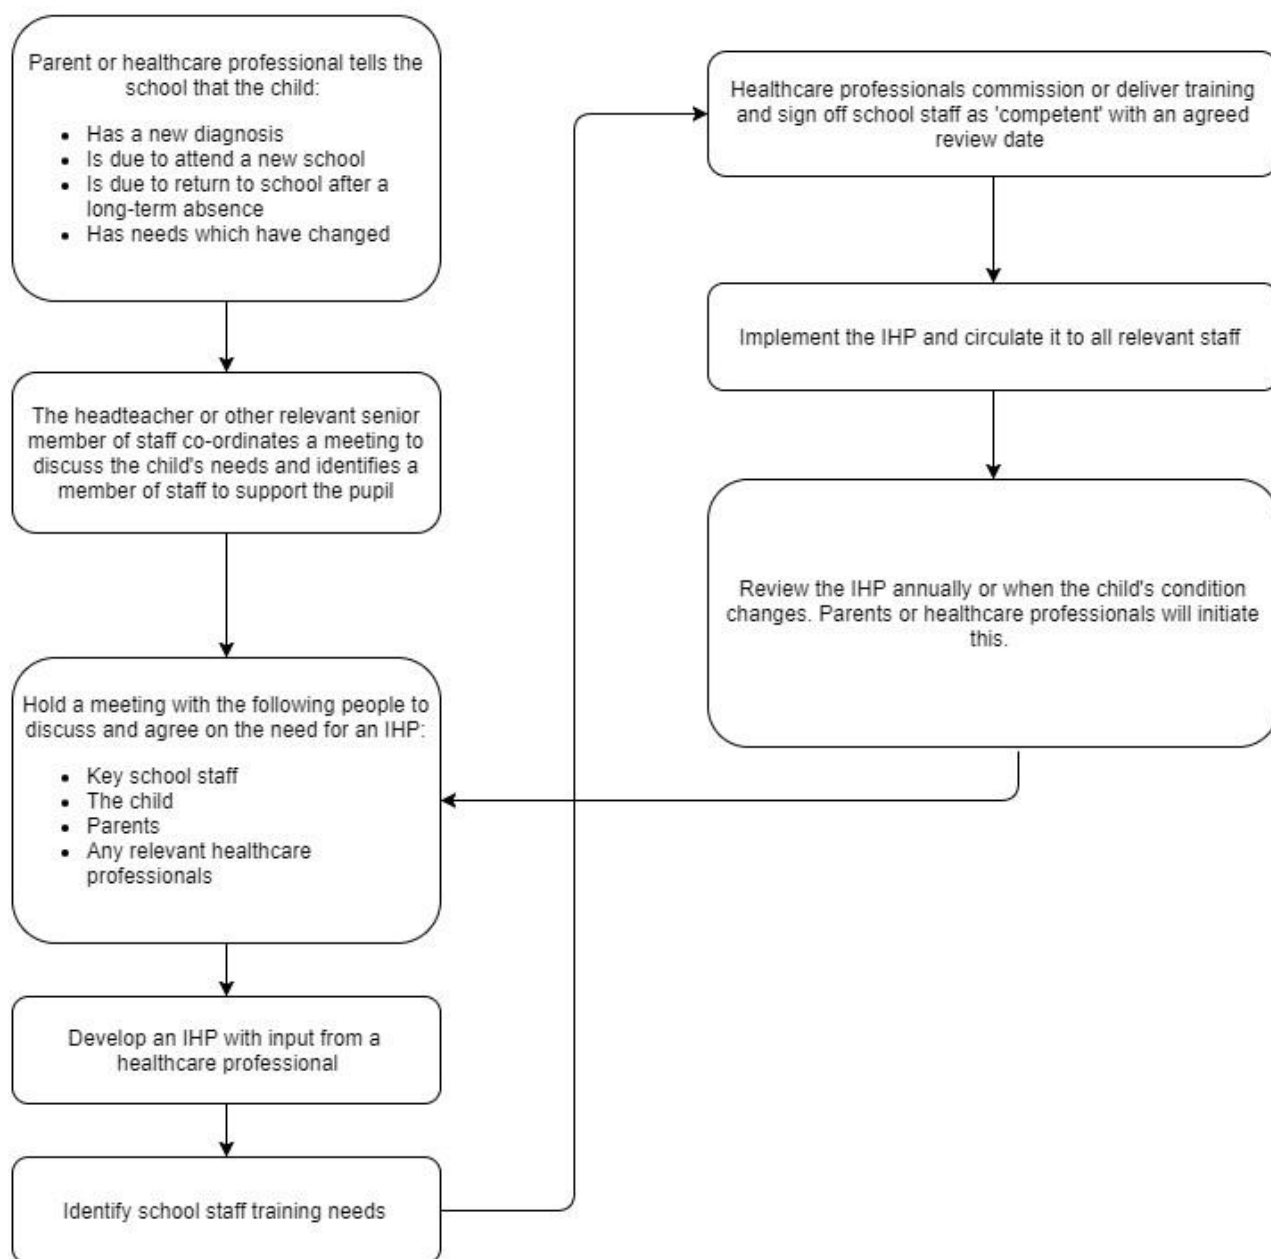 Parent or healthcare professional tells the
school that the child:
• Has a new diagnosis
• Is due to attend a new school
• Is due to return to school after a
long-term absence
• Has needs which have changed
The headteacher or other relevant senior
member of staff co-ordinates a meeting to
discuss the child's needs and identifies a
member of staff to support the pupil
Hold a meeting with the following people to
discuss and agree on the need for an IHP:
• Key school staff
• The child
• Parents
• Any relevant healthcare
professionals
Develop an IHP with input from a
healthcare professional
Identify school staff training needs
Healthcare professionals commission or deliver training
and sign off school staff as 'competent' with an agreed
review date
Implement the IHP and circulate it to all relevant staff
Review the IHP annually or when the child's condition
changes. Parents or healthcare professionals will initiate
this.